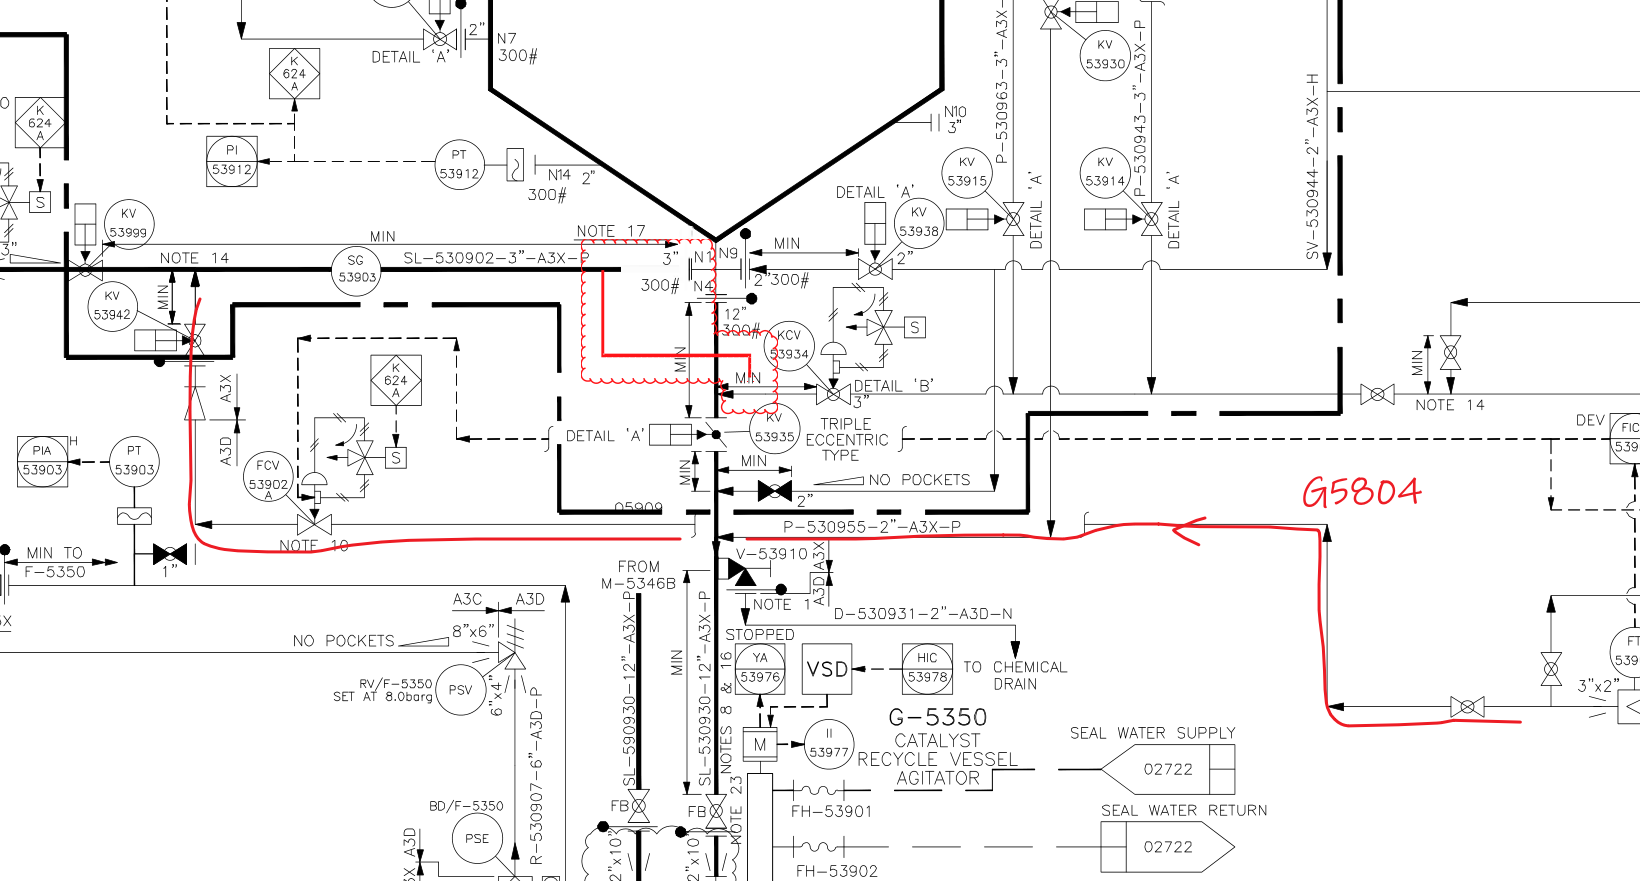 2"
N7
300#
DETAIL 'A'
K
624
A
K
624
A
PI
53912
PT
53912
N14 2"
300#
N10
3"
P-530963-3"-A3X-
KV
53930
P-530943-3"-A3X-P
SV-530944-2"-A3X-H
KV
53915
KV
53914
DETAIL 'A'
DETAIL 'A'
DETAIL 'A'
KV
53938
S
KV
53999
3"
MIN
NOTE 17
NOTE 14
SG
53903
SL-530902-3"-A3X-P
3"
N1
N9
MIN
2"
300#
2"
300#
N4
12"
300#
KV
53942
MIN
MIN
KCV
53934
S
MIN
DETAIL 'B'
3"
MIN
NOTE 14
K
624
A
A3X
A3D
DETAIL 'A'
KV
53935
TRIPLE
ECCENTRIC
TYPE
DEV
FIC
PIA
53903
H
PT
53903
FCV
53902
A
S
MIN
MIN
NO POCKETS
2"
G5804
05909
P-530955-2"-A3X-P
NOTE 10
MIN TO
F-5350
1"
FROM
M-5346B
V-53910
A3X
A3D
NOTE 1
D-530931-2"-A3D-N
A3C
A3D
8"x6"
NO POCKETS
STOPPED
YA
53976
VSD
HIC
53978
TO CHEMICAL
DRAIN
FT
3"x2"
RV/F-5350
SET AT 8.0barg
PSV
6"x4"
MIN
SL-590930-12"-A3X-P
SL-530930-12"-A3X-P
NOTES 8 & 16
M
II
53977
G-5350
CATALYST
RECYCLE VESSEL
AGITATOR
SEAL WATER SUPPLY
02722
R-530907-6"-A3D-P
BD/F-5350
PSE
FB
FB
NOTE 23
FH-53901
SEAL WATER RETURN
02722
A3D
2"x10"
2"x10"
FH-53902